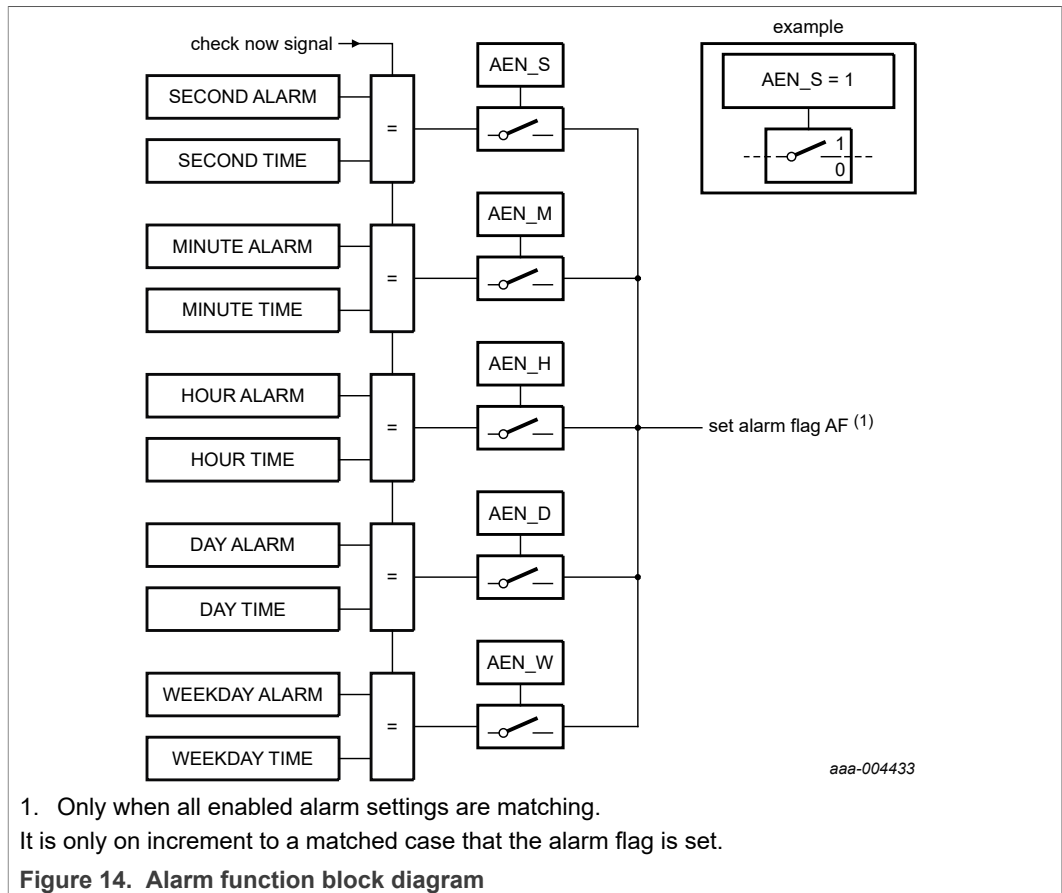 check now signal
example
SECOND ALARM
SECOND TIME
=
AEN_S
AEN_S = 1
1
0
MINUTE ALARM
MINUTE TIME
=
AEN_M
HOUR ALARM
HOUR TIME
=
AEN_H
set alarm flag AF (1)
DAY ALARM
DAY TIME
=
AEN_D
WEEKDAY ALARM
WEEKDAY TIME
=
AEN_W
aaa-004433
1. Only when all enabled alarm settings are matching.
It is only on increment to a matched case that the alarm flag is set.
Figure 14. Alarm function block diagram